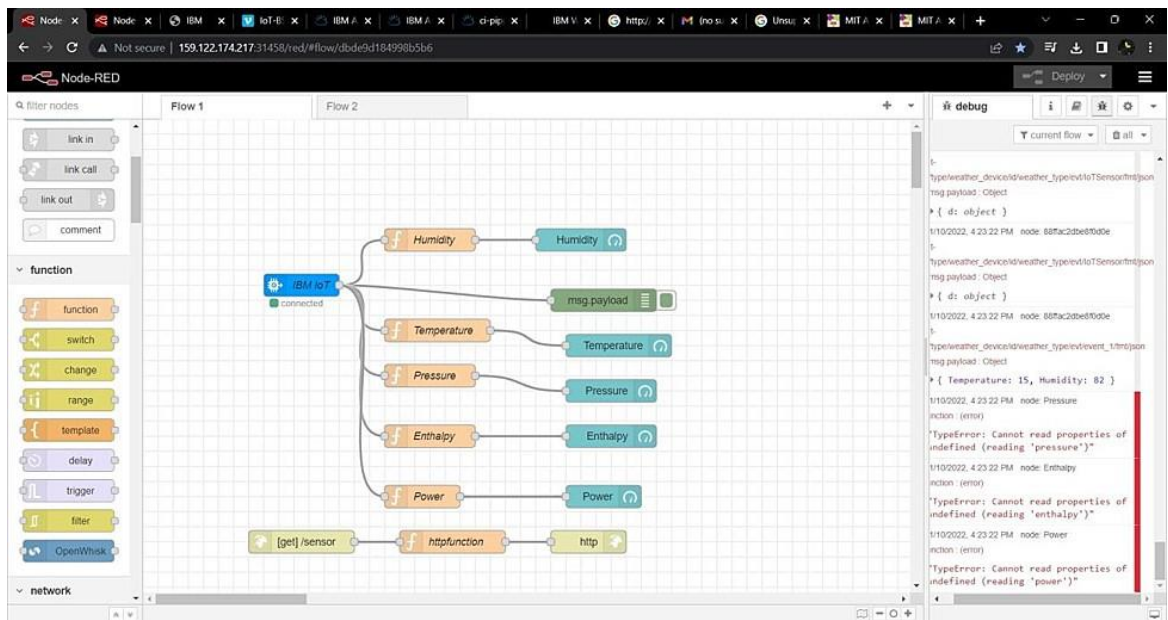 Node
Node
IBM
IoT-B:
IBM A
IBM A
ci-pip
IBM W
http:/
M (no su
Unsu
MIT A
MIT A
Not secure | 159.122.174.217:31458/red/#flow/dbde9d184998b5b6
Node-RED
Deploy
filter nodes
Flow 1
Flow 2
debug
i
current flow
all
link in
link call
link out
comment
function
function
switch
change
range
template
delay
trigger
filter
OpenWhisk
network
IBM IoT
connected
Humidity
Humidity
msg.payload
Temperature
Temperature
Pressure
Pressure
Enthalpy
Enthalpy
Power
Power
[get] /sensor
httpfunction
http
t-
type/weather_device/id/weather_type/evt/IoTSensor/fmt/json
msg.payload : Object
{ d: object }
1/10/2022, 4:23:22 PM node: 88ffac2dbe8f0d0e
t-
type/weather_device/id/weather_type/evt/IoTSensor/fmt/json
msg.payload : Object
{ d: object }
1/10/2022, 4:23:22 PM node: 88ffac2dbe8f0d0e
t-
type/weather_device/id/weather_type/evt/event_1/fmt/json
msg.payload : Object
{ Temperature: 15, Humidity: 82 }
1/10/2022, 4:23:22 PM node: Pressure
nction : (error)
"TypeError: Cannot read properties of
undefined (reading 'pressure')"
1/10/2022, 4:23:22 PM node: Enthalpy
nction : (error)
"TypeError: Cannot read properties of
undefined (reading 'enthalpy')"
1/10/2022, 4:23:22 PM node: Power
nction : (error)
"TypeError: Cannot read properties of
undefined (reading 'power')"